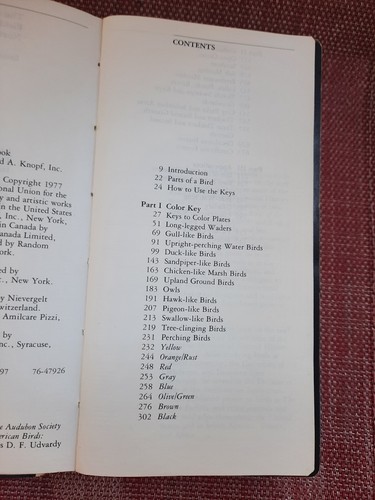 ook
d A. Knopf, Inc.
Copyright 1977
onal Union for the
y and artistic works
in the United States
, Inc., New York,
in Canada by
anada Limited,
ed by Random
ork.
ed by
c., New York.
y Nievergelt
witzerland.
Amilcare Pizzi,
by
nc., Syracuse,
97 76-47926
e Audubon Society
merican Birds:
s D. F. Udvardy
CONTENTS
9 Introduction
22 Parts of a Bird
24 How to Use the Keys
Part I Color Key
27 Keys to Color Plates
51 Long-legged Waders
69 Gull-like Birds
91 Upright-perching Water Birds
99 Duck-like Birds
143 Sandpiper-like Birds
163 Chicken-like Marsh Birds
169 Upland Ground Birds
183 Owls
191 Hawk-like Birds
207 Pigeon-like Birds
213 Swallow-like Birds
219 Tree-clinging Birds
231 Perching Birds
232 Yellow
244 Orange/Rust
248 Red
253 Gray
258 Blue
264 Olive/Green
276 Brown
302 Black